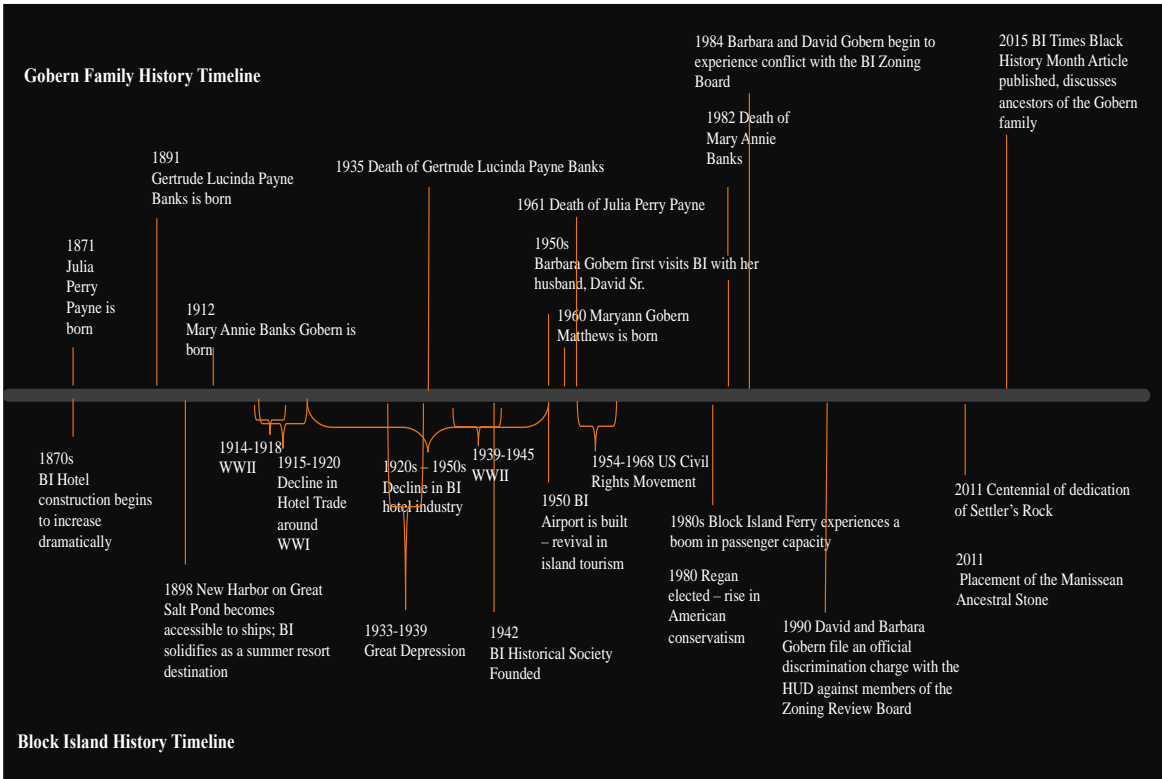 Gobern Family History Timeline
1871
Julia
Perry
Payne is
born
1891
Gertrude Lucinda Payne
Banks is born
1912
Mary Annie Banks Gobern is
born
1935 Death of Gertrude Lucinda Payne Banks
1950s
Barbara Gobern first visits BI with her
husband, David Sr.
1960 Maryann Gobern
Matthews is born
1961 Death of Julia Perry Payne
1982 Death of
Mary Annie
Banks
1984 Barbara and David Gobern begin to
experience conflict with the BI Zoning
Board
2015 BI Times Black
History Month Article
published, discusses
ancestors of the Gobern
family
1870s
BI Hotel
construction begins
to increase
dramatically
1898 New Harbor on Great
Salt Pond becomes
accessible to ships; BI
solidifies as a summer resort
destination
1914-1918
WWII
1915-1920
Decline in
Hotel Trade
around
WWI
1920s – 1950s
Decline in BI
hotel industry
1933-1939
Great Depression
1939-1945
WWII
1942
BI Historical Society
Founded
1950 BI
Airport is built
– revival in
island tourism
1954-1968 US Civil
Rights Movement
1980s Block Island Ferry experiences a
boom in passenger capacity
1980 Regan
elected – rise in
American
conservatism
1990 David and Barbara
Gobern file an official
discrimination charge with the
HUD against members of the
Zoning Review Board
2011 Centennial of dedication
of Settler's Rock
2011
Placement of the Manissean
Ancestral Stone
Block Island History Timeline